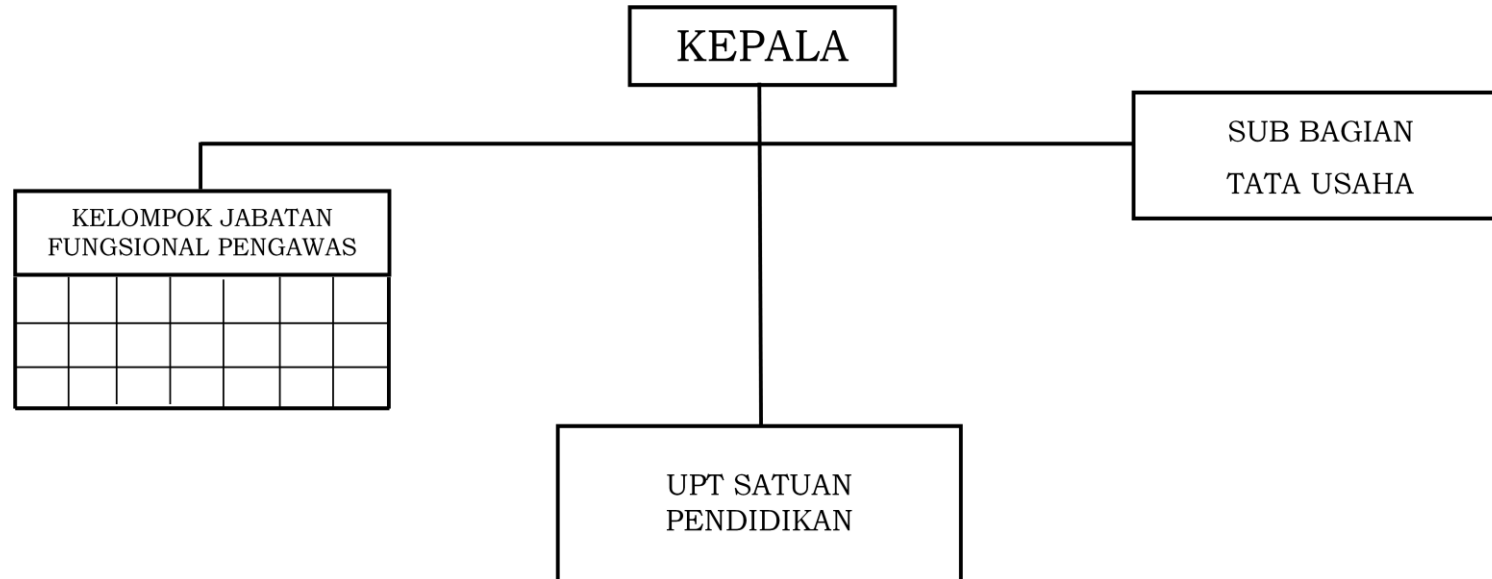 KEPALA
SUB BAGIAN
TATA USAHA
KELOMPOK JABATAN
FUNGSIONAL PENGAWAS
UPT SATUAN
PENDIDIKAN